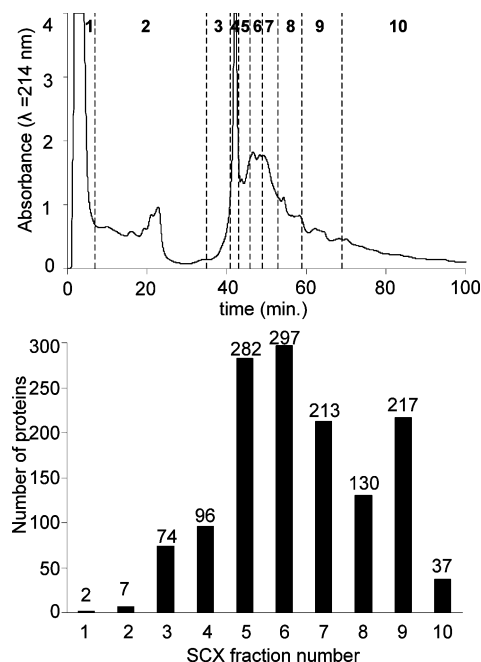 4
1 2 3 4 5 6 7 8 9 10
3
2
1
0
Absorbance (λ =214 nm)
0 20 40 60 80 100
time (min.)
300
250
200
150
100
50
0
Number of proteins
2 7 74 96 282 297 213 130 217 37
1 2 3 4 5 6 7 8 9 10
SCX fraction number